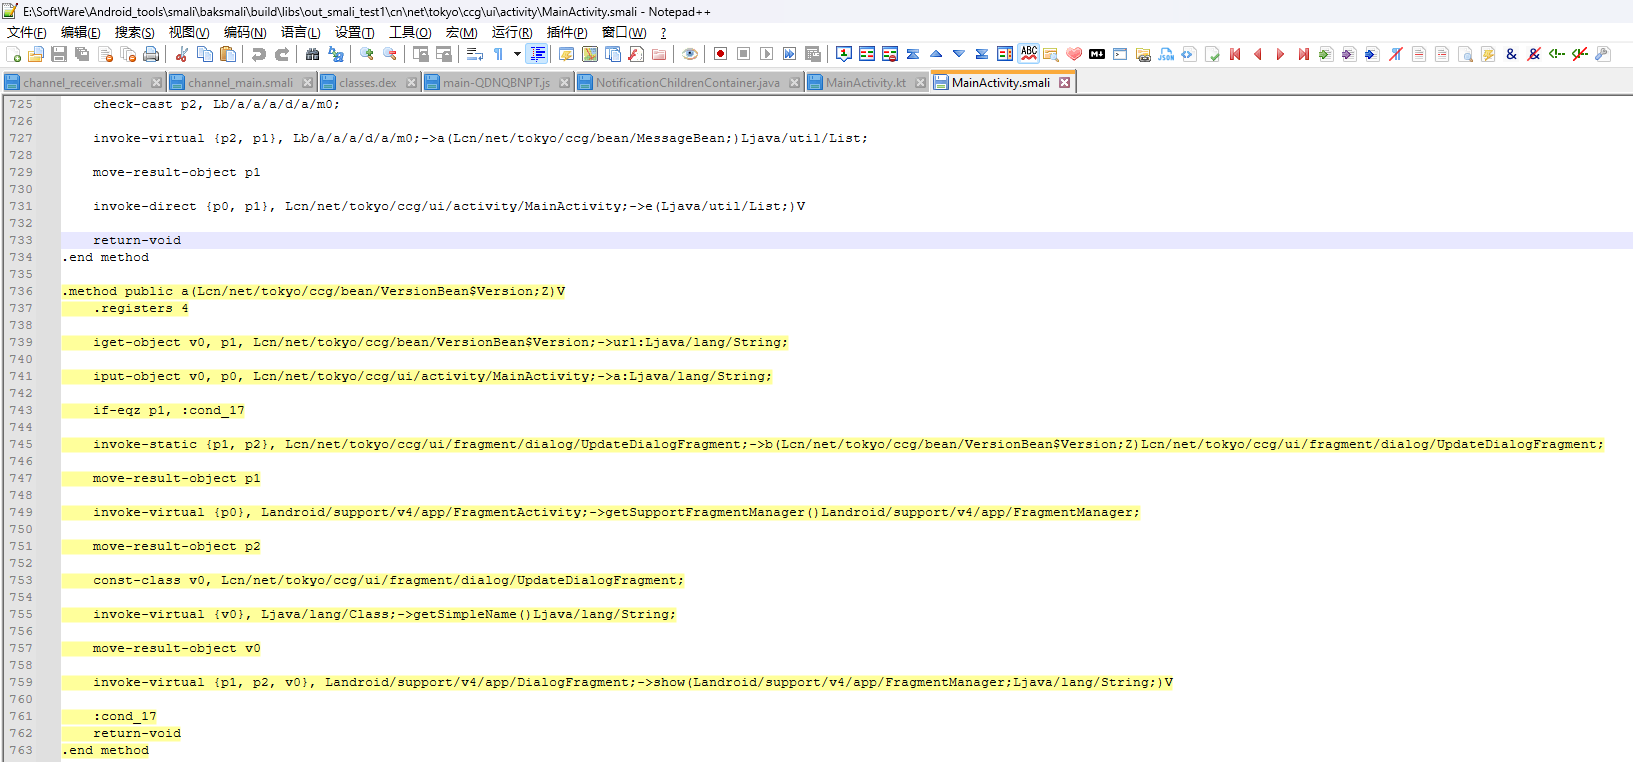 E:\SoftWare\Android_tools\smali\baksmali\build\libs\out_smali_test1\cn\net\tokyo\ccg\ui\activity\MainActivity.smali - Notepad++
文件(F) 编辑(E) 搜索(S) 视图(V) 编码(N) 语言(L) 设置(T) 工具(O) 宏(M) 运行(R) 插件(P) 窗口(W) ?
channel_receiver.smali channel_main.smali classes.dex main-QDNQBNPT.js NotificationChildrenContainer.java MainActivity.kt MainActivity.smali
725 check-cast p2, Lb/a/a/a/d/a/m0;
726
727 invoke-virtual {p2, p1}, Lb/a/a/a/d/a/m0;->a(Lcn/net/tokyo/ccg/bean/MessageBean;)Ljava/util/List;
728
729 move-result-object p1
730
731 invoke-direct {p0, p1}, Lcn/net/tokyo/ccg/ui/activity/MainActivity;->e(Ljava/util/List;)V
732
733 return-void
734 .end method
735
736 .method public a(Lcn/net/tokyo/ccg/bean/VersionBean$Version;Z)V
737 .registers 4
738
739 iget-object v0, p1, Lcn/net/tokyo/ccg/bean/VersionBean$Version;->url:Ljava/lang/String;
740
741 iput-object v0, p0, Lcn/net/tokyo/ccg/ui/activity/MainActivity;->a:Ljava/lang/String;
742
743 if-eqz p1, :cond_17
744
745 invoke-static {p1, p2}, Lcn/net/tokyo/ccg/ui/fragment/dialog/UpdateDialogFragment;->b(Lcn/net/tokyo/ccg/bean/VersionBean$Version;Z)Lcn/net/tokyo/ccg/ui/fragment/dialog/UpdateDialogFragment;
746
747 move-result-object p1
748
749 invoke-virtual {p0}, Landroid/support/v4/app/FragmentActivity;->getSupportFragmentManager()Landroid/support/v4/app/FragmentManager;
750
751 move-result-object p2
752
753 const-class v0, Lcn/net/tokyo/ccg/ui/fragment/dialog/UpdateDialogFragment;
754
755 invoke-virtual {v0}, Ljava/lang/Class;->getSimpleName()Ljava/lang/String;
756
757 move-result-object v0
758
759 invoke-virtual {p1, p2, v0}, Landroid/support/v4/app/DialogFragment;->show(Landroid/support/v4/app/FragmentManager;Ljava/lang/String;)V
760
761 :cond_17
762 return-void
763 .end method